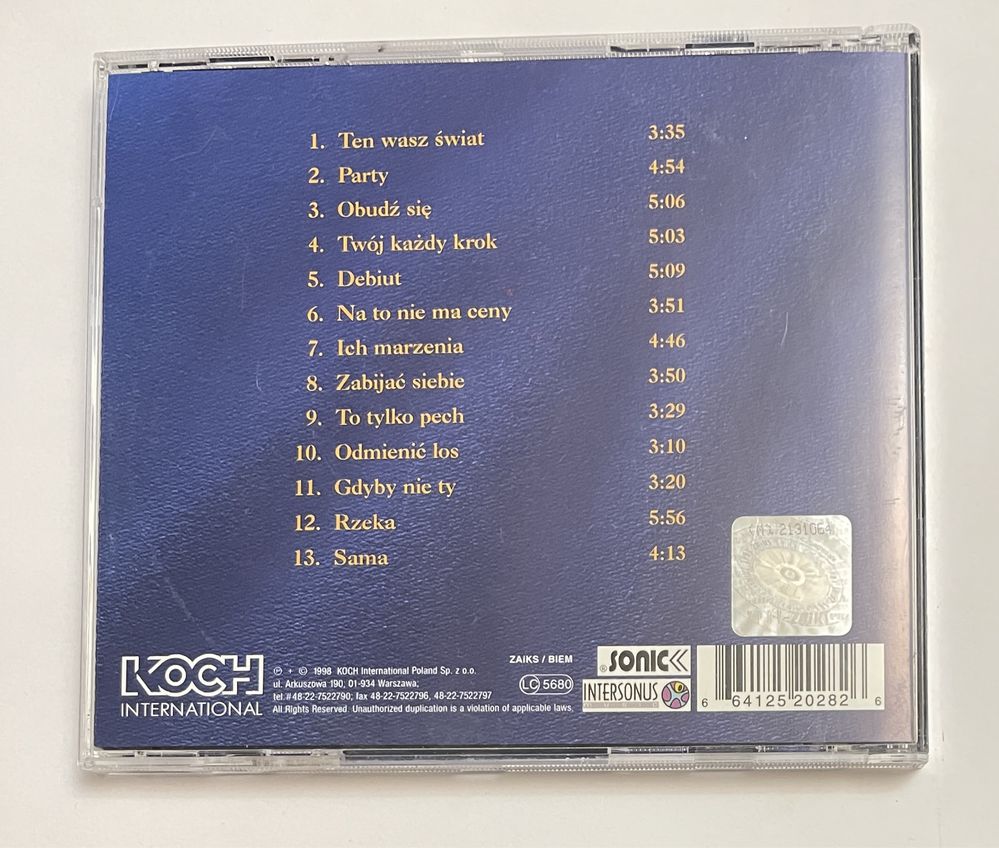 1. Ten wasz świat 3:35
2. Party 4:54
3. Obudź się 5:06
4. Twój każdy krok 5:03
5. Debiut 5:09
6. Na to nie ma ceny 3:51
7. Ich marzenia 4:46
8. Zabijać siebie 3:50
9. To tylko pech 3:29
10. Odmienić los 3:10
11. Gdyby nie ty 3:20
12. Rzeka 5:56
13. Sama 4:13
2131064
KOCH
INTERNATIONAL
℗ + © 1998 KOCH International Poland Sp. z o.o.
ul. Arkuszowa 190, 01-934 Warszawa;
tel.#48-22-7522790; fax 48-22-7522796, 48-22-7522797
All Rights Reserved. Unauthorized duplication is a violation of applicable laws.
ZAIKS / BIEM
LC 5680
®SONIC
INTERSONUS
MUSIC
6 64125 20282 6